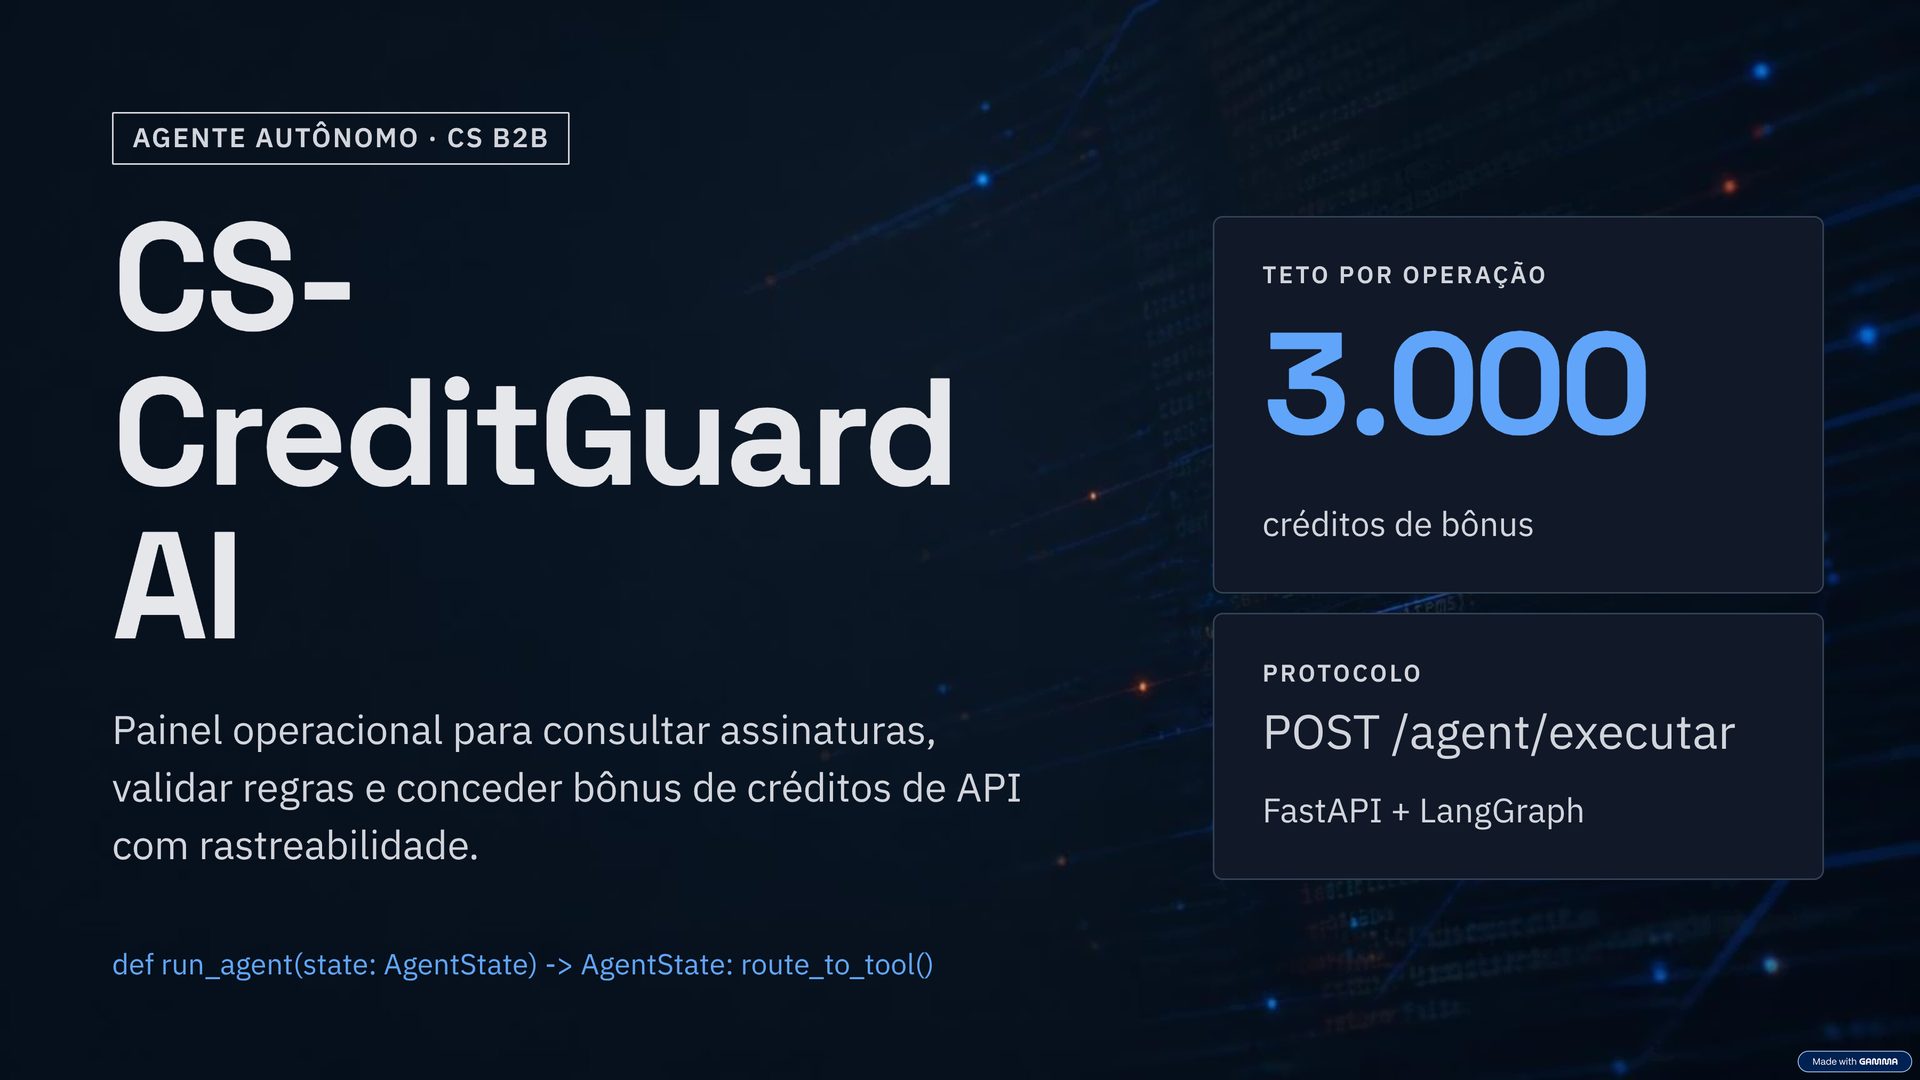 AGENTE AUTÔNOMO · CS B2B
CS-
CreditGuard
AI
Painel operacional para consultar assinaturas,
validar regras e conceder bônus de créditos de API
com rastreabilidade.
def run_agent(state: AgentState) -> AgentState: route_to_tool()
TETO POR OPERAÇÃO
3.000
créditos de bônus
PROTOCOLO
POST /agent/executar
FastAPI + LangGraph
Made with GAMMA